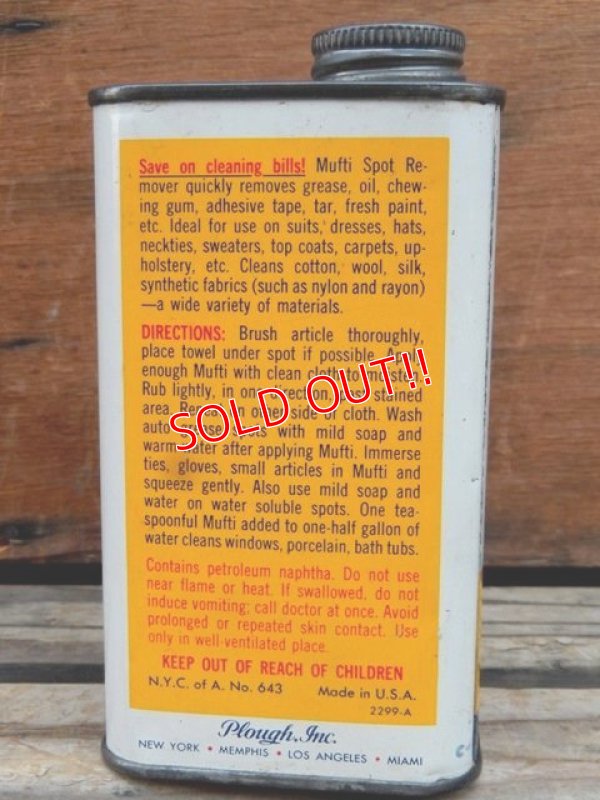 Save on cleaning bills! Mufti Spot Re-
mover quickly removes grease, oil, chew-
ing gum, adhesive tape, tar, fresh paint,
etc. Ideal for use on suits, dresses, hats,
neckties, sweaters, top coats, carpets, up-
holstery, etc. Cleans cotton, wool, silk,
synthetic fabrics (such as nylon and rayon)
—a wide variety of materials.
DIRECTIONS: Brush article thoroughly,
place towel under spot if possible. Apply
enough Mufti with clean cloth to moisten.
Rub lightly, in one direction, past stained
area. Repeat on other side of cloth. Wash
auto grease spots with mild soap and
warm water after applying Mufti. Immerse
ties, gloves, small articles in Mufti and
squeeze gently. Also use mild soap and
water on water soluble spots. One tea-
spoonful Mufti added to one-half gallon of
water cleans windows, porcelain, bath tubs.
Contains petroleum naphtha. Do not use
near flame or heat. If swallowed, do not
induce vomiting; call doctor at once. Avoid
prolonged or repeated skin contact. Use
only in well-ventilated place.
KEEP OUT OF REACH OF CHILDREN
N.Y.C. of A. No. 643 Made in U.S.A.
2299-A
Plough, Inc.
NEW YORK • MEMPHIS • LOS ANGELES • MIAMI
SOLD OUT!!